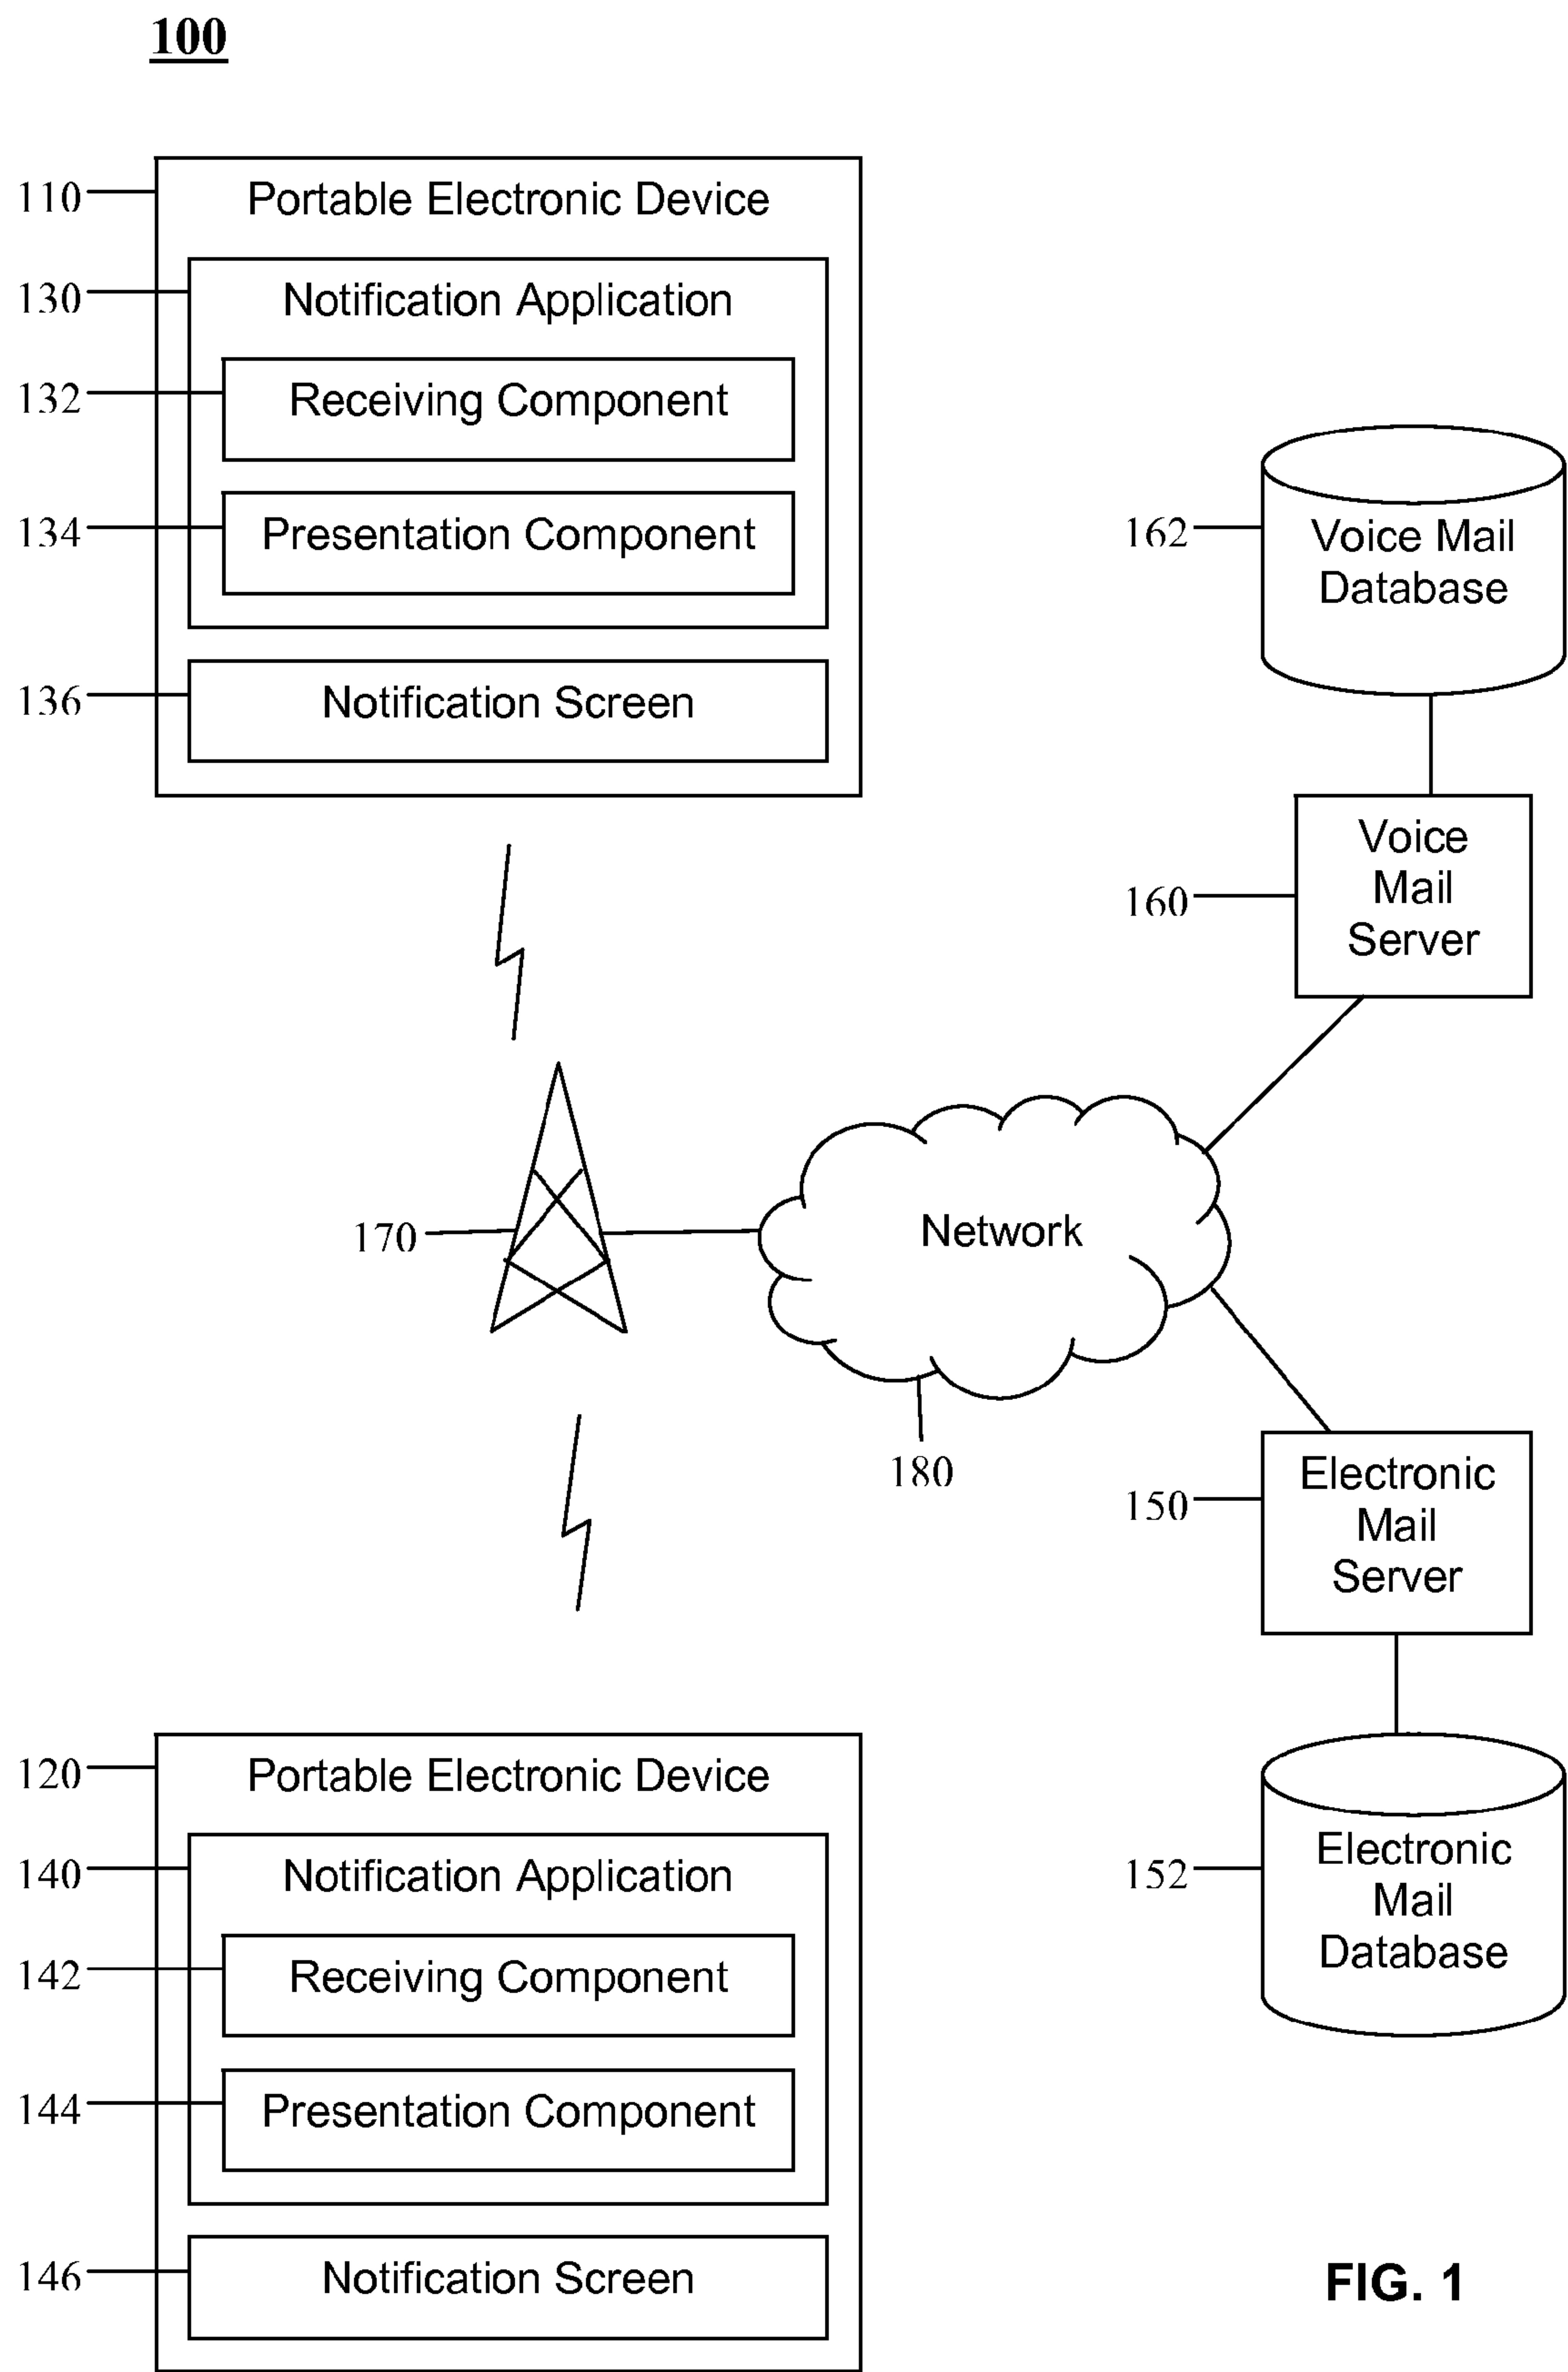 100
110
Portable Electronic Device
130
Notification Application
132
Receiving Component
134
Presentation Component
136
Notification Screen
162
Voice Mail
Database
160
Voice
Mail
Server
170
Network
180
150
Electronic
Mail
Server
120
Portable Electronic Device
140
Notification Application
142
Receiving Component
144
Presentation Component
146
Notification Screen
152
Electronic
Mail
Database
FIG. 1